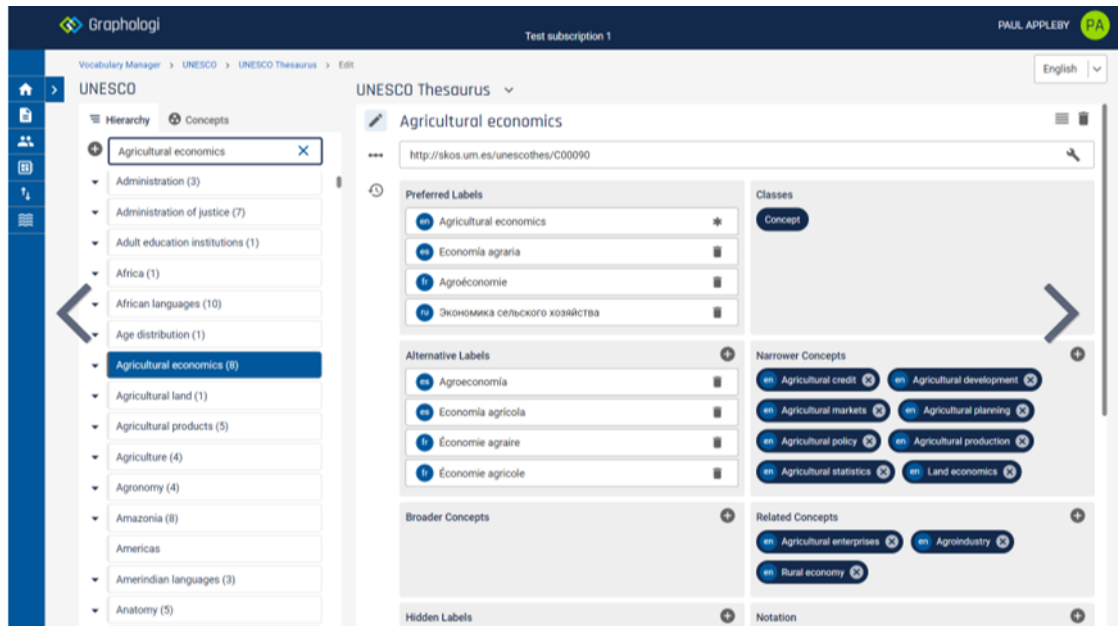 Graphologi
Test subscription 1
PAUL APPLEBY PA
Vocabulary Manager > UNESCO > UNESCO Thesaurus > Edit
English
UNESCO
Hierarchy Concepts
Agricultural economics
Administration (3)
Administration of justice (7)
Adult education institutions (1)
Africa (1)
African languages (10)
Age distribution (1)
Agricultural economics (8)
Agricultural land (1)
Agricultural products (5)
Agriculture (4)
Agronomy (4)
Amazonia (8)
Americas
Amerindian languages (3)
Anatomy (5)
UNESCO Thesaurus
Agricultural economics
http://skos.um.es/unescothes/C00090
Preferred Labels
en Agricultural economics
es Economía agraria
fr Agroéconomie
ru Экономика сельского хозяйства
Classes
Concept
Alternative Labels
es Agroeconomía
es Economía agrícola
fr Économie agraire
fr Économie agricole
Narrower Concepts
en Agricultural credit en Agricultural development
en Agricultural markets en Agricultural planning
en Agricultural policy en Agricultural production
en Agricultural statistics en Land economics
Broader Concepts
Related Concepts
en Agricultural enterprises en Agroindustry
en Rural economy
Hidden Labels
Notation